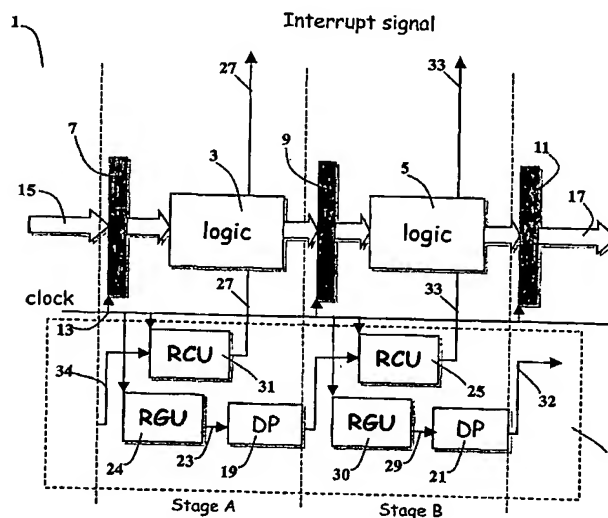 1
Interrupt signal
27
33
7
3
9
5
11
15
logic
logic
17
clock
13
27
33
RCU
RCU
34
31
25
32
RGU
DP
RGU
DP
24
23
19
30
29
21
Stage A
Stage B